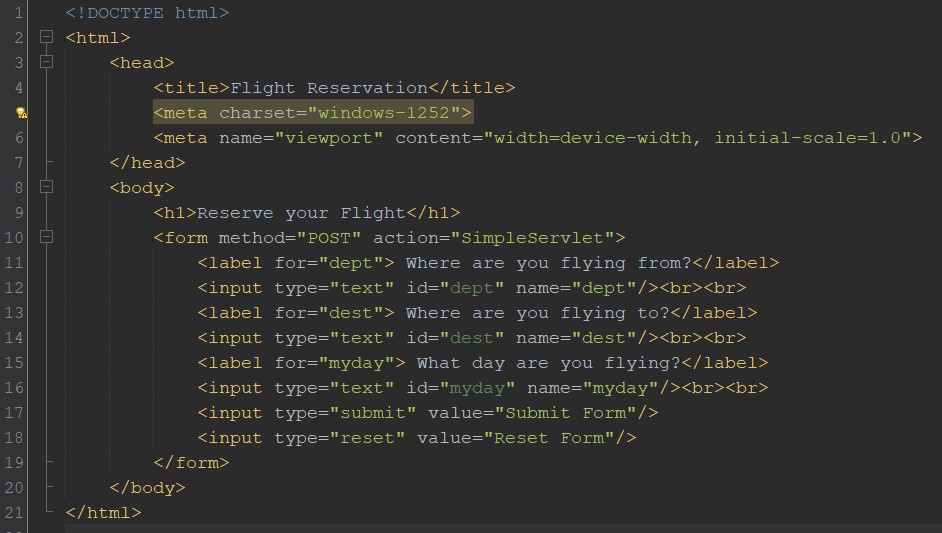 1 <!DOCTYPE html>
2 <html>
3     <head>
4         <title>Flight Reservation</title>
        <meta charset="windows-1252">
6         <meta name="viewport" content="width=device-width, initial-scale=1.0">
7     </head>
8     <body>
9         <h1>Reserve your Flight</h1>
10         <form method="POST" action="SimpleServlet">
11             <label for="dept"> Where are you flying from?</label>
12             <input type="text" id="dept" name="dept"/><br><br>
13             <label for="dest"> Where are you flying to?</label>
14             <input type="text" id="dest" name="dest"/><br><br>
15             <label for="myday"> What day are you flying?</label>
16             <input type="text" id="myday" name="myday"/><br><br>
17             <input type="submit" value="Submit Form"/>
18             <input type="reset" value="Reset Form"/>
19         </form>
20     </body>
21 </html>